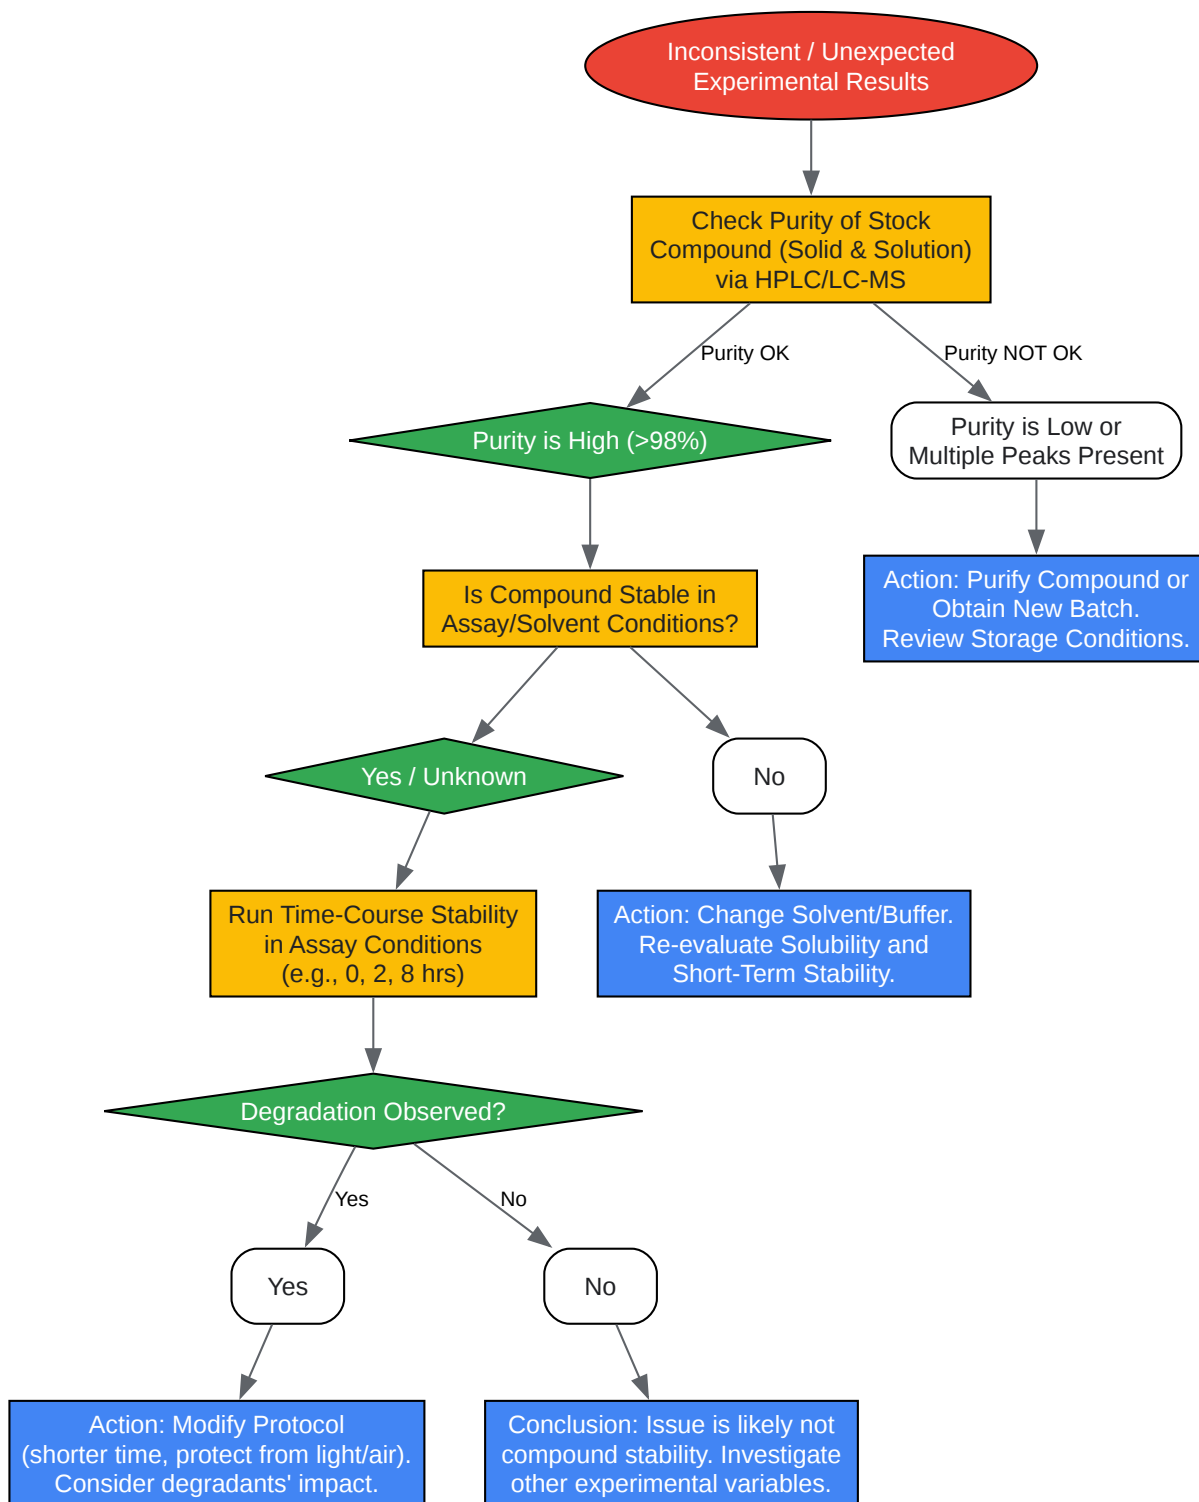 Inconsistent / Unexpected
Experimental Results
Check Purity of Stock
Compound (Solid & Solution)
via HPLC/LC-MS
Purity OK
Purity NOT OK
Purity is High (>98%)
Purity is Low or
Multiple Peaks Present
Is Compound Stable in
Assay/Solvent Conditions?
Action: Purify Compound or
Obtain New Batch.
Review Storage Conditions.
Yes / Unknown
No
Run Time-Course Stability
in Assay Conditions
(e.g., 0, 2, 8 hrs)
Action: Change Solvent/Buffer.
Re-evaluate Solubility and
Short-Term Stability.
Degradation Observed?
Yes
No
Yes
No
Action: Modify Protocol
(shorter time, protect from light/air).
Consider degradants' impact.
Conclusion: Issue is likely not
compound stability. Investigate
other experimental variables.